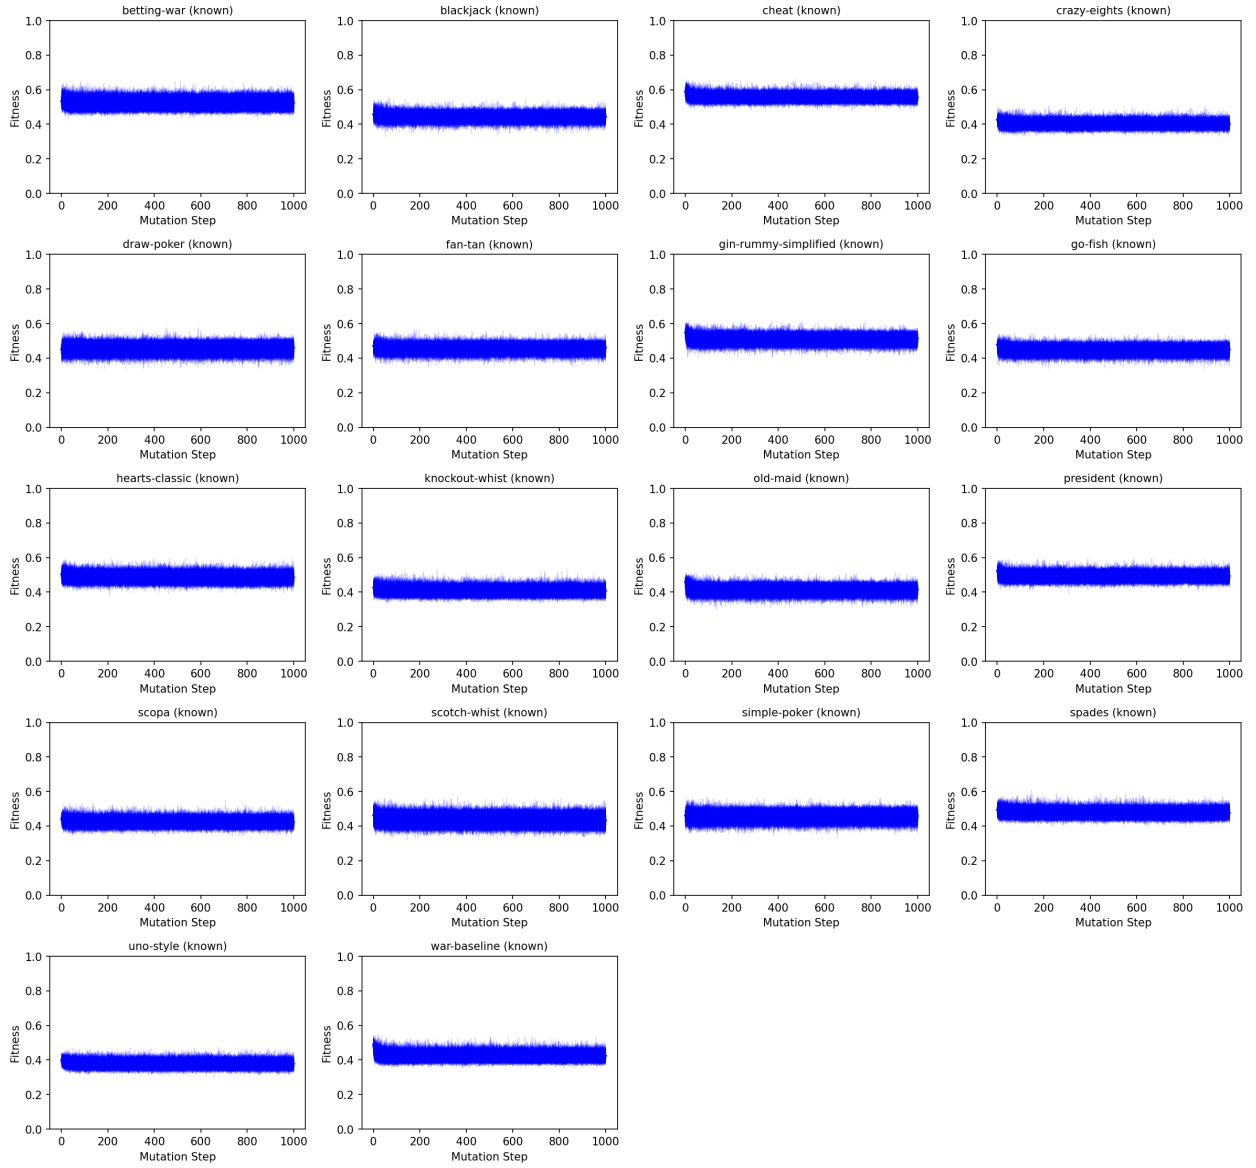 betting-war (known)
blackjack (known)
cheat (known)
crazy-eights (known)
1.0
0.8
0.6
0.4
0.2
0.0
Fitness
0 200 400 600 800 1000
Mutation Step
1.0
0.8
0.6
0.4
0.2
0.0
Fitness
0 200 400 600 800 1000
Mutation Step
1.0
0.8
0.6
0.4
0.2
0.0
Fitness
0 200 400 600 800 1000
Mutation Step
1.0
0.8
0.6
0.4
0.2
0.0
Fitness
0 200 400 600 800 1000
Mutation Step
draw-poker (known)
fan-tan (known)
gin-rummy-simplified (known)
go-fish (known)
1.0
0.8
0.6
0.4
0.2
0.0
Fitness
0 200 400 600 800 1000
Mutation Step
1.0
0.8
0.6
0.4
0.2
0.0
Fitness
0 200 400 600 800 1000
Mutation Step
1.0
0.8
0.6
0.4
0.2
0.0
Fitness
0 200 400 600 800 1000
Mutation Step
1.0
0.8
0.6
0.4
0.2
0.0
Fitness
0 200 400 600 800 1000
Mutation Step
hearts-classic (known)
knockout-whist (known)
old-maid (known)
president (known)
1.0
0.8
0.6
0.4
0.2
0.0
Fitness
0 200 400 600 800 1000
Mutation Step
1.0
0.8
0.6
0.4
0.2
0.0
Fitness
0 200 400 600 800 1000
Mutation Step
1.0
0.8
0.6
0.4
0.2
0.0
Fitness
0 200 400 600 800 1000
Mutation Step
1.0
0.8
0.6
0.4
0.2
0.0
Fitness
0 200 400 600 800 1000
Mutation Step
scopa (known)
scotch-whist (known)
simple-poker (known)
spades (known)
1.0
0.8
0.6
0.4
0.2
0.0
Fitness
0 200 400 600 800 1000
Mutation Step
1.0
0.8
0.6
0.4
0.2
0.0
Fitness
0 200 400 600 800 1000
Mutation Step
1.0
0.8
0.6
0.4
0.2
0.0
Fitness
0 200 400 600 800 1000
Mutation Step
1.0
0.8
0.6
0.4
0.2
0.0
Fitness
0 200 400 600 800 1000
Mutation Step
uno-style (known)
war-baseline (known)
1.0
0.8
0.6
0.4
0.2
0.0
Fitness
0 200 400 600 800 1000
Mutation Step
1.0
0.8
0.6
0.4
0.2
0.0
Fitness
0 200 400 600 800 1000
Mutation Step